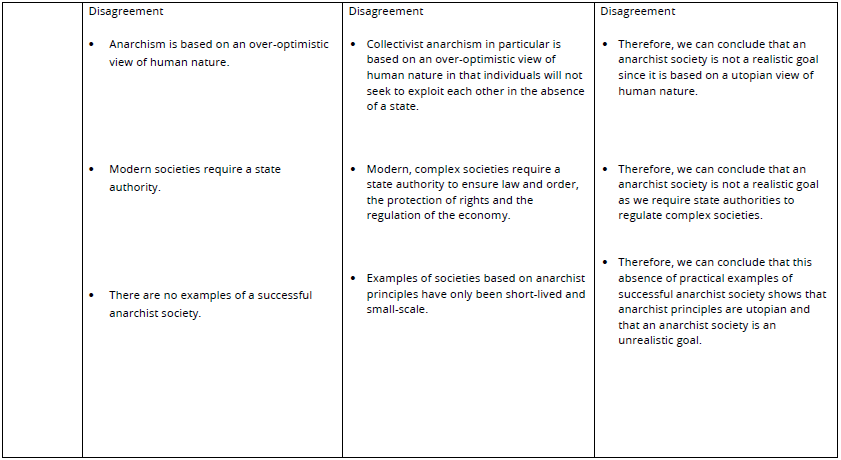 Disagreement
• Anarchism is based on an over-optimistic
view of human nature.
• Modern societies require a state
authority.
• There are no examples of a successful
anarchist society.
Disagreement
• Collectivist anarchism in particular is
based on an over-optimistic view of
human nature in that individuals will not
seek to exploit each other in the absence
of a state.
• Modern, complex societies require a
state authority to ensure law and order,
the protection of rights and the
regulation of the economy.
• Examples of societies based on anarchist
principles have only been short-lived and
small-scale.
Disagreement
• Therefore, we can conclude that an
anarchist society is not a realistic goal
since it is based on a utopian view of
human nature.
• Therefore, we can conclude that an
anarchist society is not a realistic goal
as we require state authorities to
regulate complex societies.
• Therefore, we can conclude that this
absence of practical examples of
successful anarchist society shows that
anarchist principles are utopian and
that an anarchist society is an
unrealistic goal.